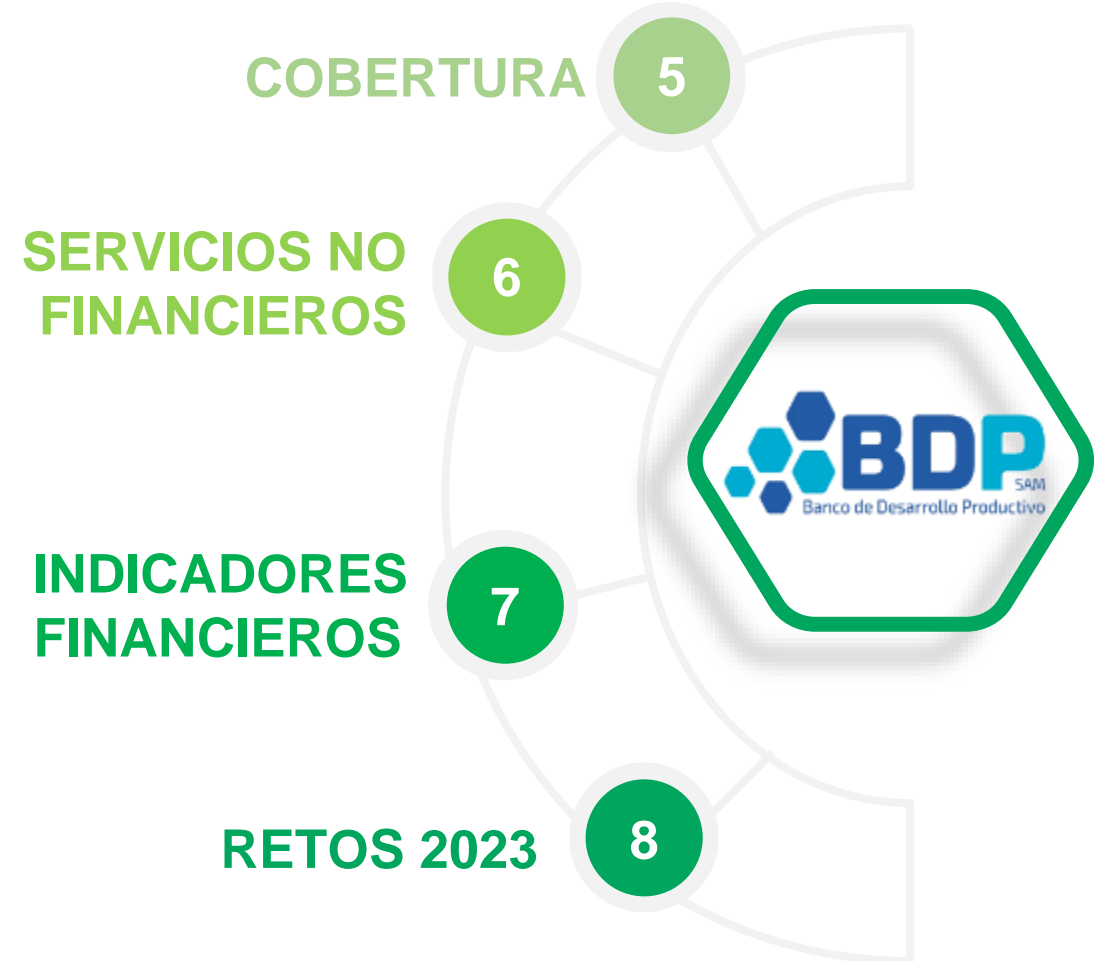 COBERTURA 5
SERVICIOS NO
FINANCIEROS
6
INDICADORES
FINANCIEROS
7
RETOS 2023 8
BDP
SAM
Banco de Desarrollo Productivo